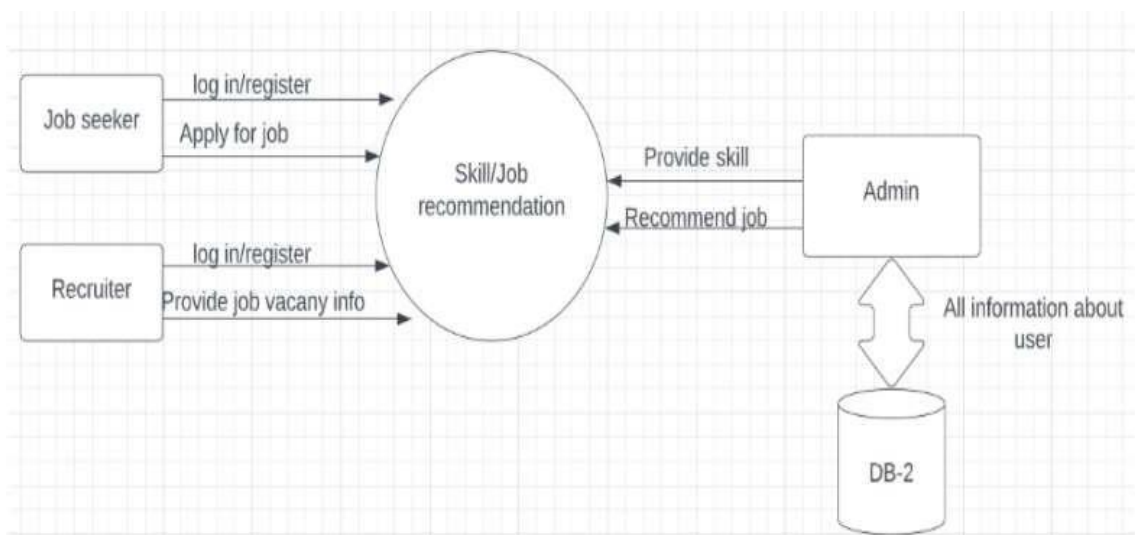 log in/register
Job seeker
Apply for job
Skill/Job
recommendation
Provide skill
Admin
Recommend job
log in/register
Recruiter
Provide job vacany info
All information about
user
DB-2